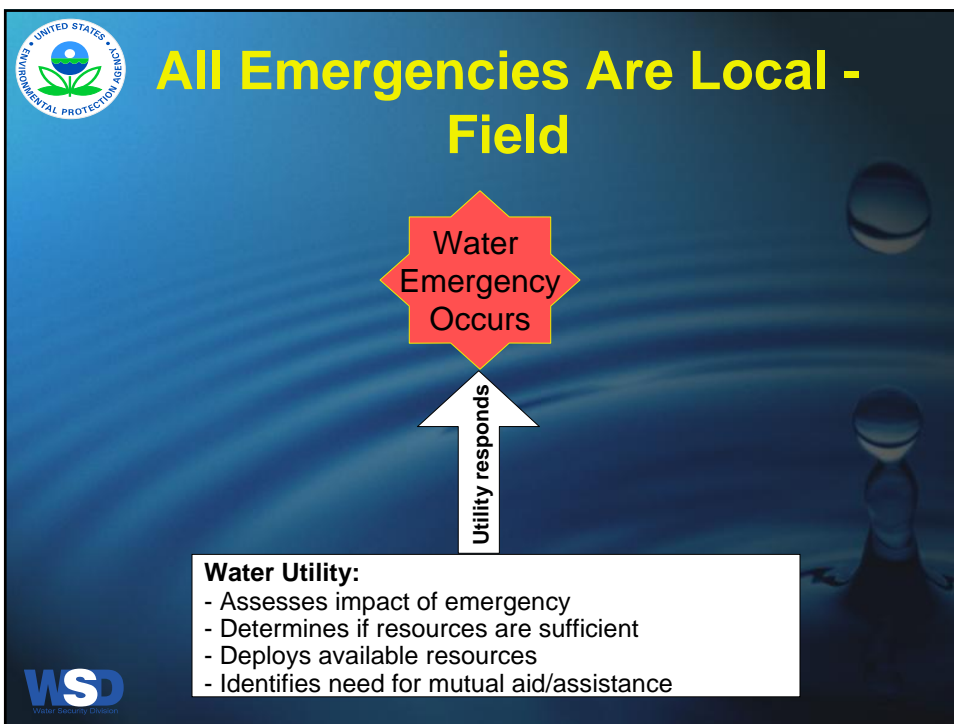 UNITED STATES
ENVIRONMENTAL PROTECTION AGENCY
All Emergencies Are Local -
Field
Water
Emergency
Occurs
Utility responds
Water Utility:
- Assesses impact of emergency
- Determines if resources are sufficient
- Deploys available resources
- Identifies need for mutual aid/assistance
WSD
Water Security Division